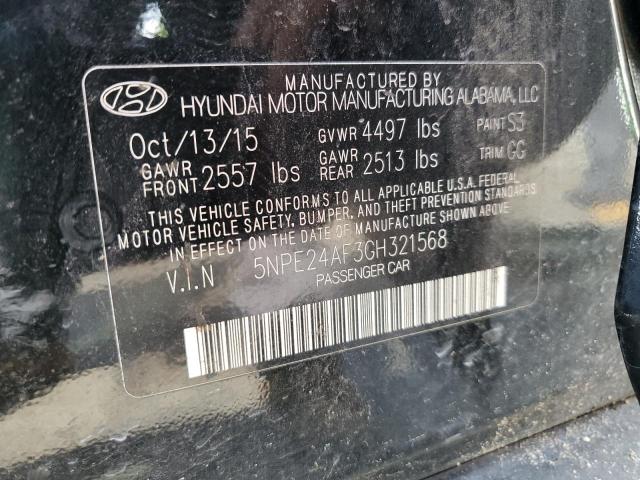 MANUFACTURED BY
HYUNDAI MOTOR MANUFACTURING ALABAMA, LLC
Oct/13/15 GVWR 4497 lbs PAINT S3
GAWR FRONT 2557 lbs GAWR REAR 2513 lbs TRIM GG
THIS VEHICLE CONFORMS TO ALL APPLICABLE U.S.A. FEDERAL
MOTOR VEHICLE SAFETY, BUMPER, AND THEFT PREVENTION STANDARDS
IN EFFECT ON THE DATE OF MANUFACTURE SHOWN ABOVE.
V.I.N 5NPE24AF3GH321568
PASSENGER CAR